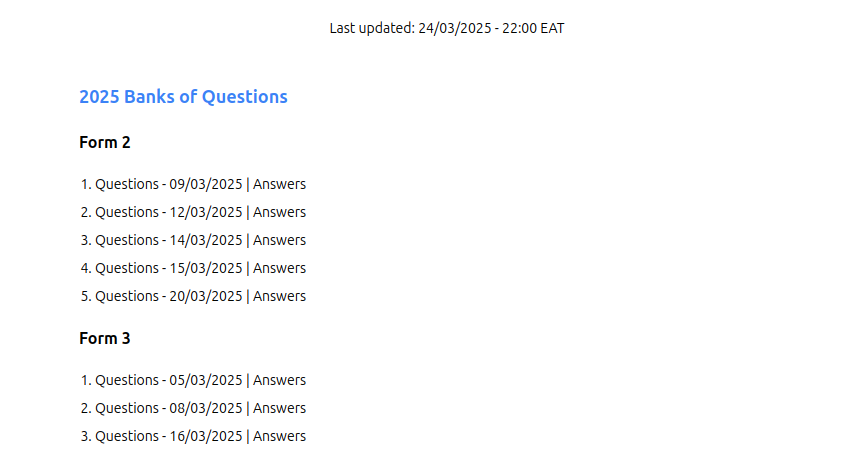 Last updated: 24/03/2025 - 22:00 EAT
2025 Banks of Questions
Form 2
1. Questions - 09/03/2025 | Answers
2. Questions - 12/03/2025 | Answers
3. Questions - 14/03/2025 | Answers
4. Questions - 15/03/2025 | Answers
5. Questions - 20/03/2025 | Answers
Form 3
1. Questions - 05/03/2025 | Answers
2. Questions - 08/03/2025 | Answers
3. Questions - 16/03/2025 | Answers